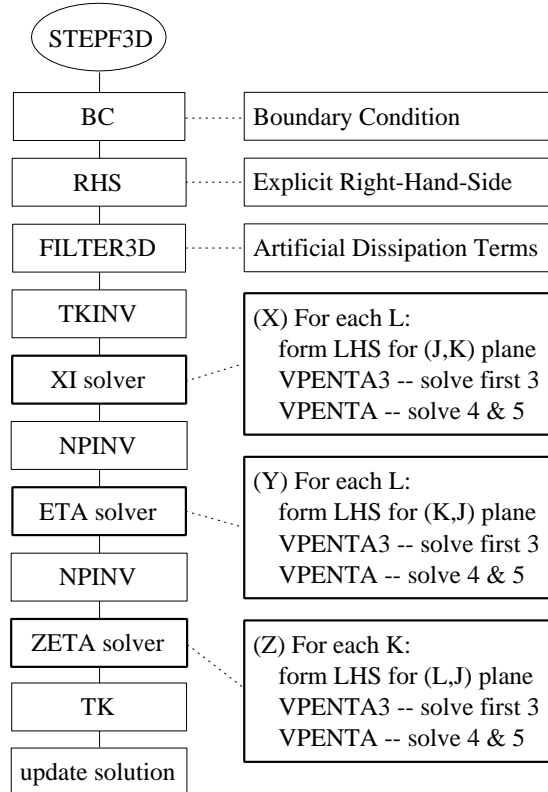 STEPF3D
BC
Boundary Condition
RHS
Explicit Right-Hand-Side
FILTER3D
Artificial Dissipation Terms
TKINV
(X) For each L:
form LHS for (J,K) plane
XI solver
VPENTA3 -- solve first 3
VPENTA -- solve 4 & 5
NPINV
(Y) For each L:
form LHS for (K,J) plane
ETA solver
VPENTA3 -- solve first 3
VPENTA -- solve 4 & 5
NPINV
ZETA solver
(Z) For each K:
form LHS for (L,J) plane
VPENTA3 -- solve first 3
VPENTA -- solve 4 & 5
TK
update solution